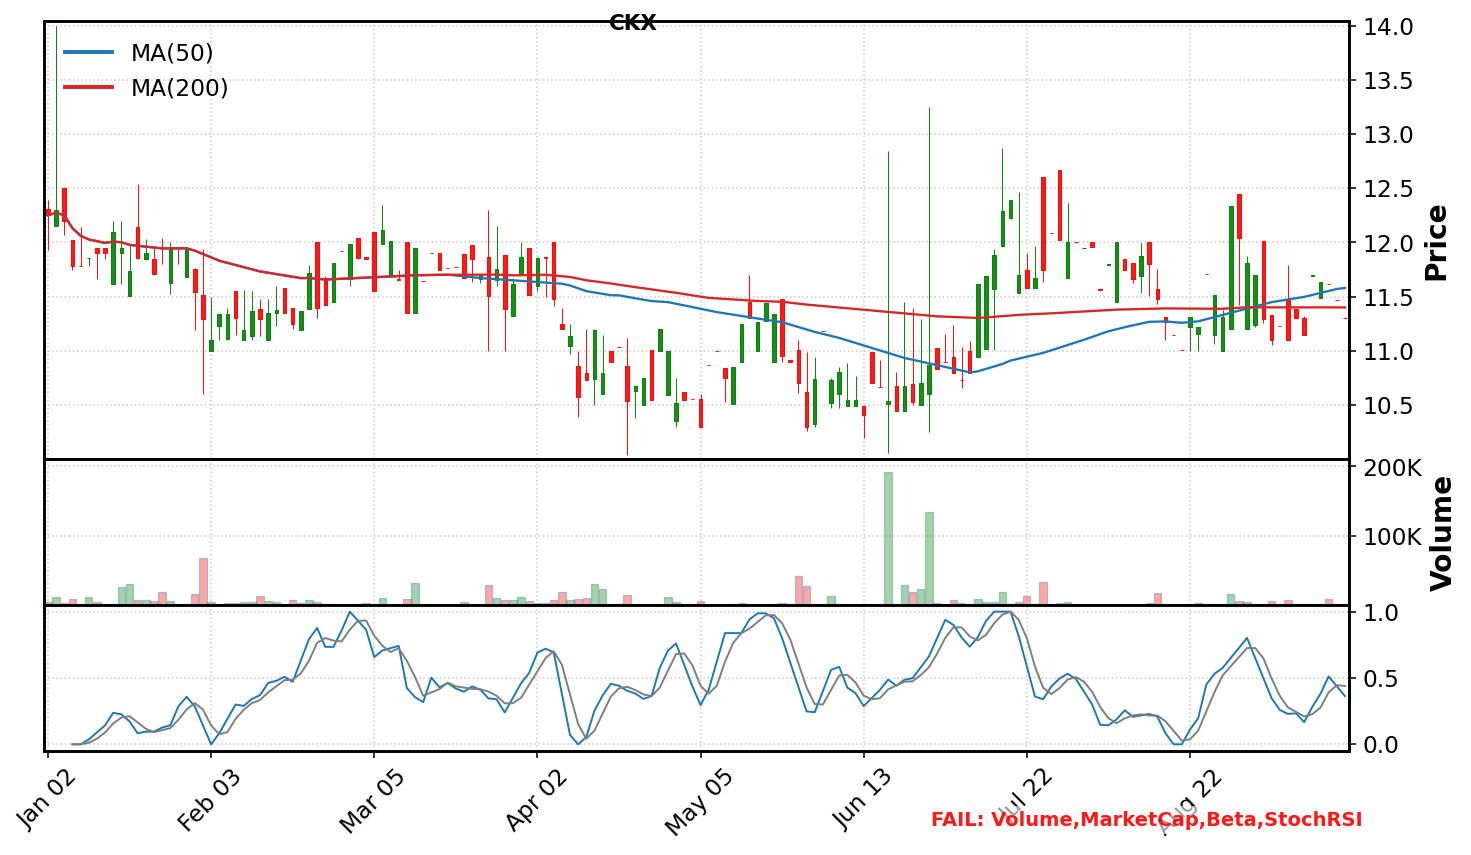 CKX
MA(50)
MA(200)
14.0
13.5
13.0
12.5
12.0
11.5
11.0
10.5
Price
200K
100K
Volume
1.0
0.5
0.0
Jan 02
Feb 03
Mar 05
Apr 02
May 05
Jun 13
Jul 22
Aug 22
FAIL: Volume,MarketCap,Beta,StochRSI